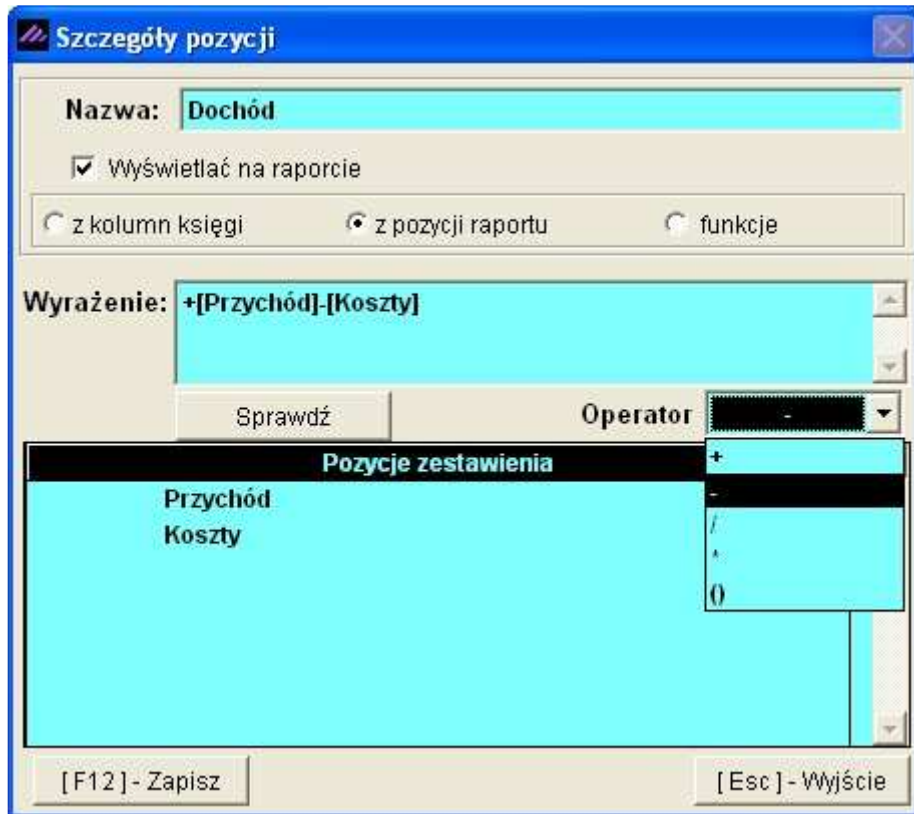 Szczegóły pozycji
Nazwa: Dochód
Wyświetlać na raporcie
z kolumn księgi z pozycji raportu funkcje
Wyrażenie: +[Przychód]-[Koszty]
Sprawdź Operator -
Pozycje zestawienia
+
Przychód
-
Koszty
/
*
()
[ F12 ] - Zapisz [ Esc ] - Wyjście